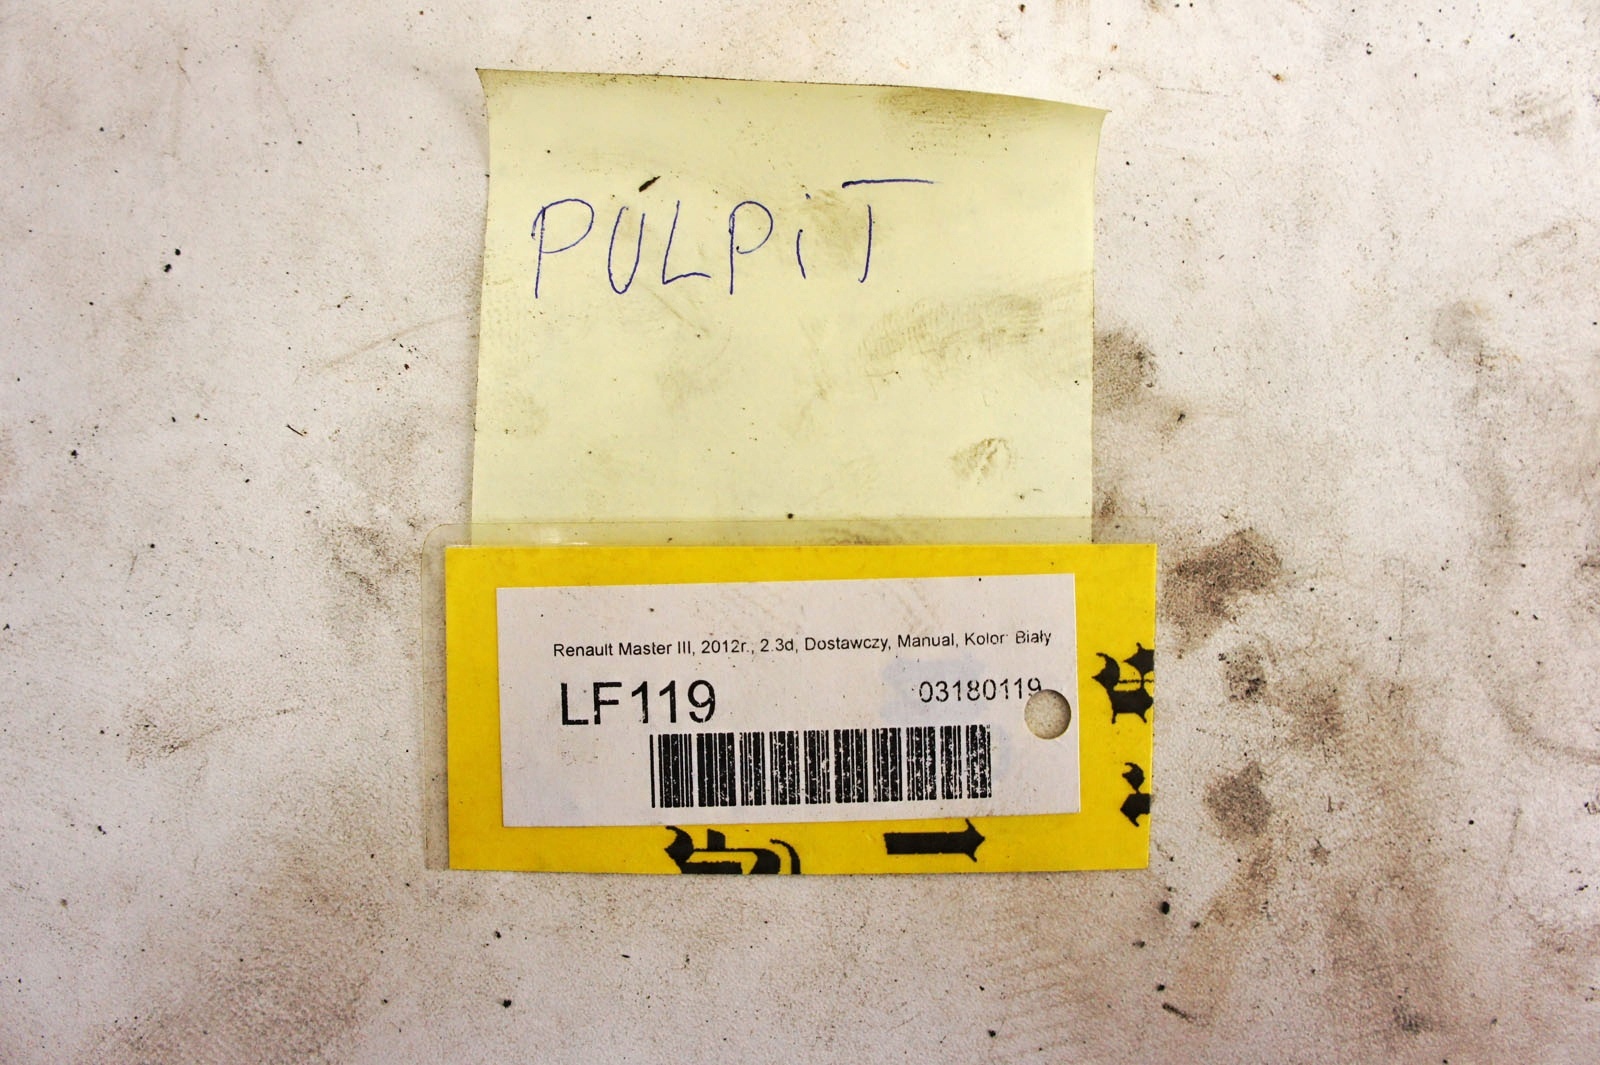 PULPiT
Renault Master III, 2012r., 2.3d, Dostawczy, Manual, Kolor: Biały
LF119
03180119